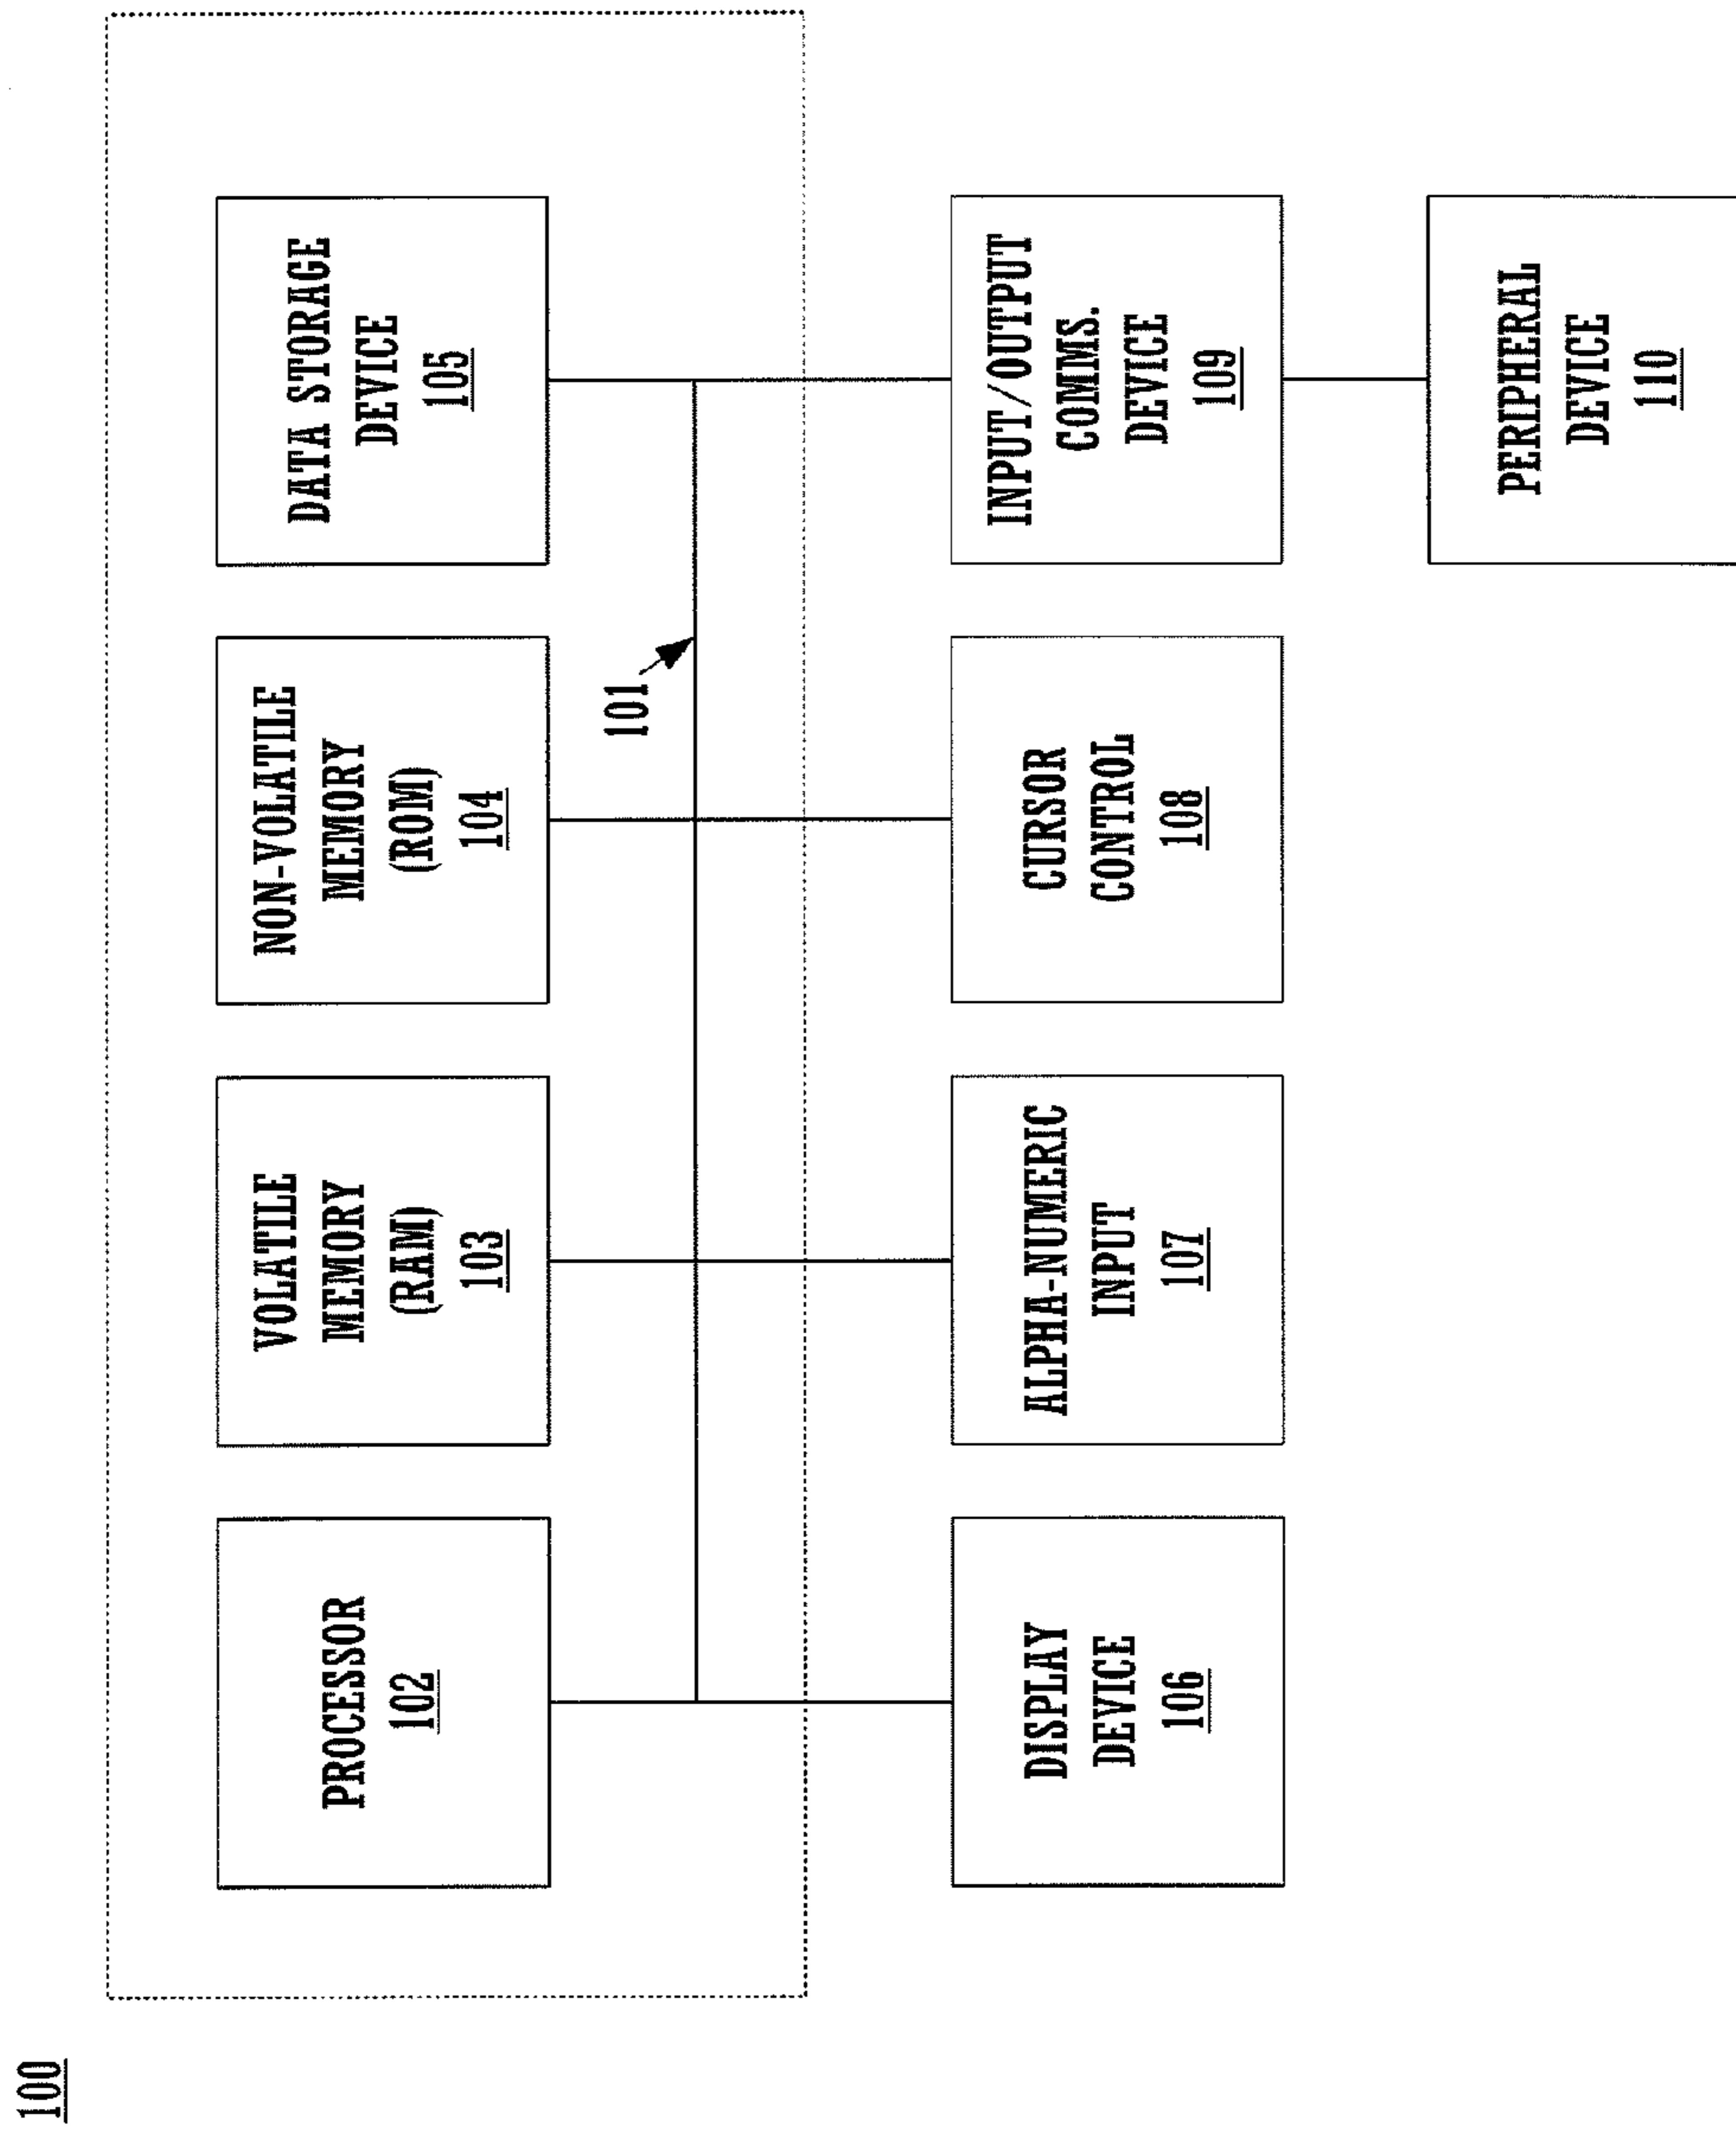 100
PROCESSOR
102
VOLATILE
MEMORY
(RAM)
103
NON-VOLATILE
MEMORY
(ROM)
104
DATA STORAGE
DEVICE
105
101
DISPLAY
DEVICE
106
ALPHA-NUMERIC
INPUT
107
CURSOR
CONTROL
108
INPUT/OUTPUT
COMMS.
DEVICE
109
PERIPHERAL
DEVICE
110